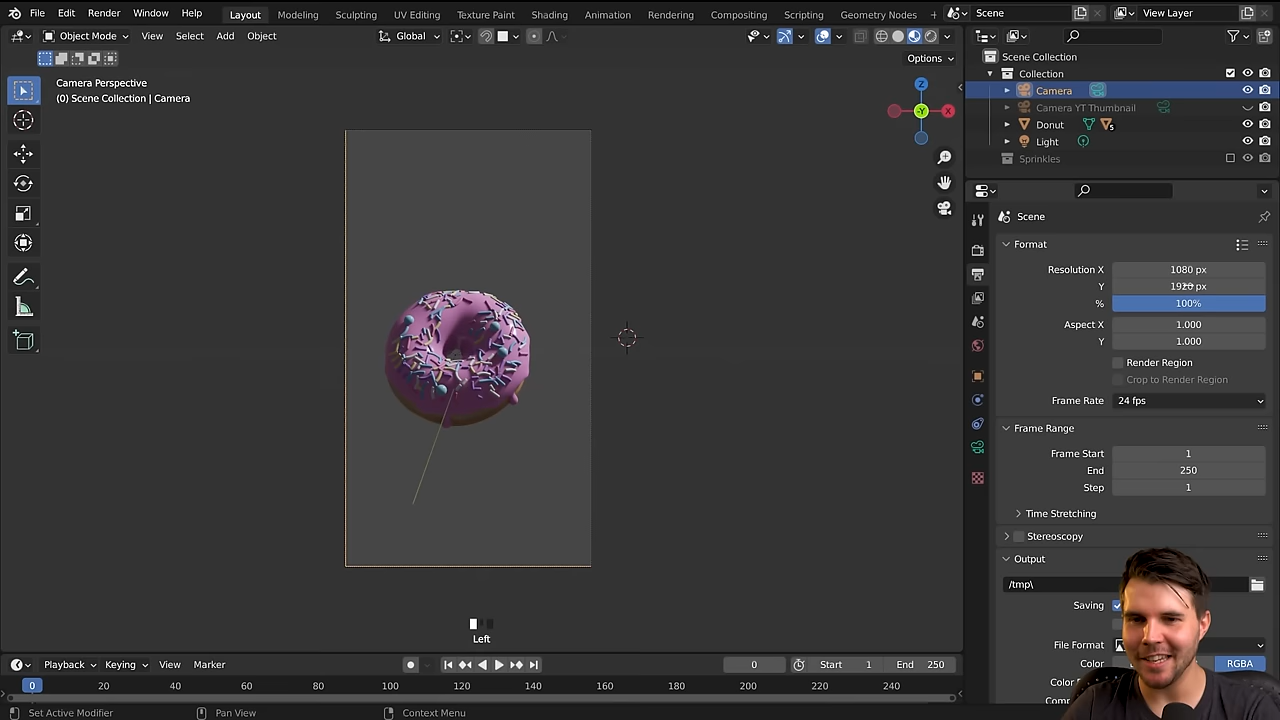 File Edit Render Window Help Layout Modeling Sculpting UV Editing Texture Paint Shading Animation Rendering Compositing Scripting Geometry Nodes + Scene View Layer
Object Mode View Select Add Object Global
Options
Camera Perspective
(0) Scene Collection | Camera
Z
Y
X
Left
Scene Collection
Collection
Camera
Camera YT Thumbnail
Donut 5
Light
Sprinkles
Scene
Format
Resolution X 1080 px
Y 1920 px
% 100%
Aspect X 1.000
Y 1.000
Render Region
Crop to Render Region
Frame Rate 24 fps
Frame Range
Frame Start 1
End 250
Step 1
Time Stretching
Stereoscopy
Output
/tmp\
Saving
File Format
Color RGBA
Playback Keying View Marker 0 Start 1 End 250
0 20 40 60 80 100 120 140 160 180 200 220 240
Set Active Modifier Pan View Context Menu